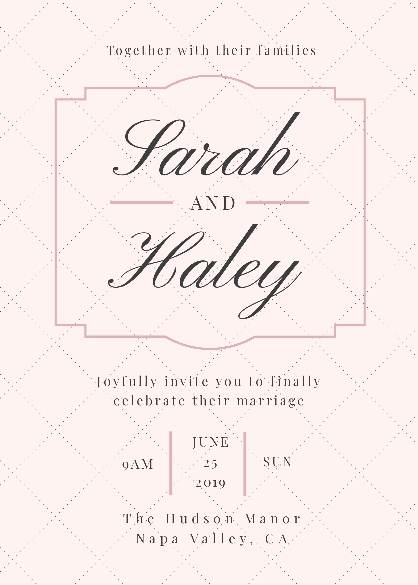 Together with their families
Sarah
AND
Haley
Joyfully invite you to finally
celebrate their marriage
9AM
JUNE
25
2019
SUN
The Hudson Manor
Napa Valley, CA